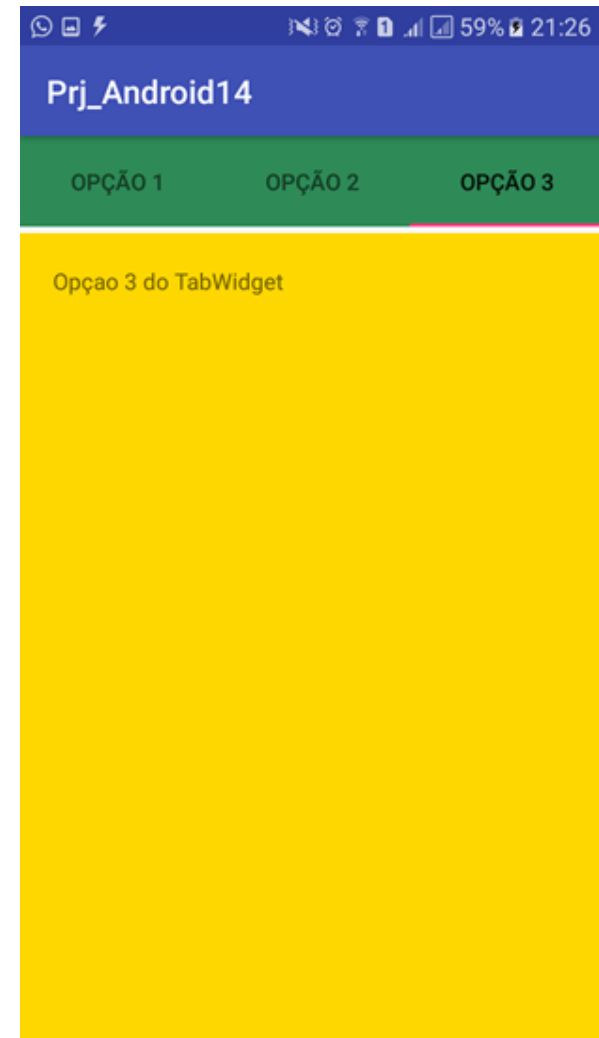 59% 21:26
Prj_Android14
OPÇÃO 1 OPÇÃO 2 OPÇÃO 3
Opçao 3 do TabWidget